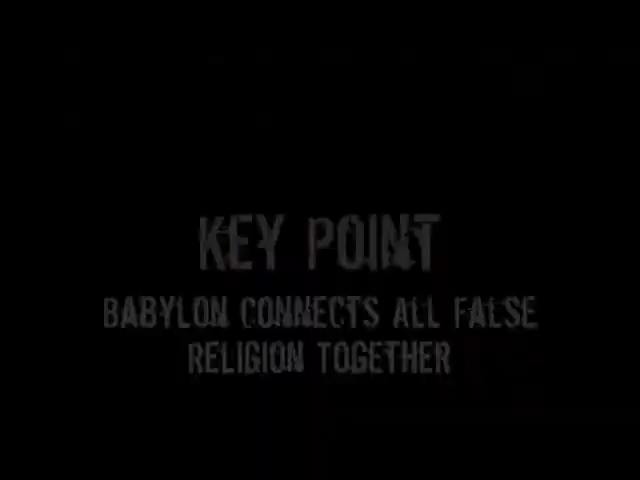 KEY POINT
BABYLON CONNECTS ALL FALSE
RELIGION TOGETHER